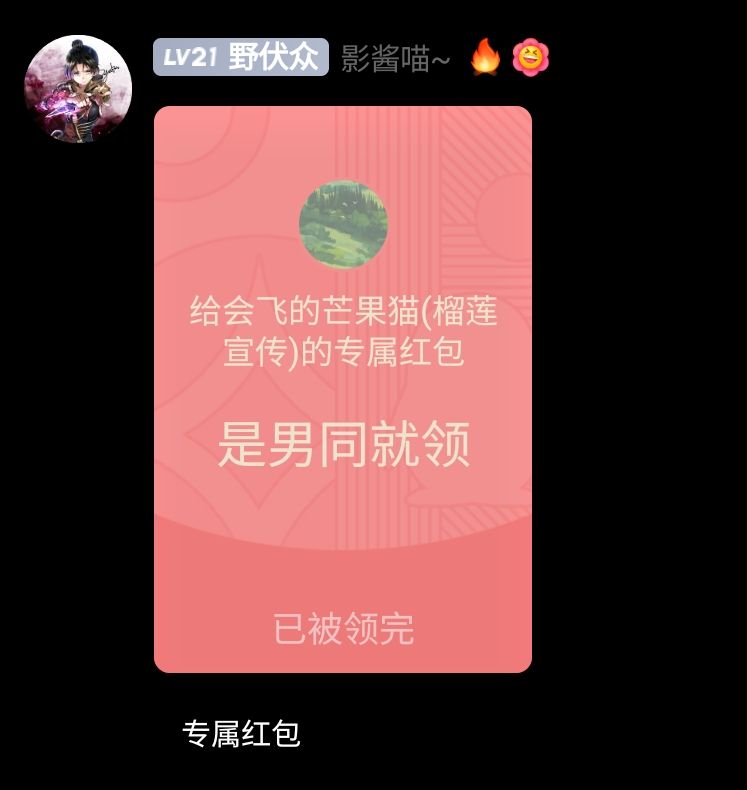 LV21 野伏众 影酱喵~
给会飞的芒果猫(榴莲
宣传)的专属红包
是男同就领
已被领完
专属红包